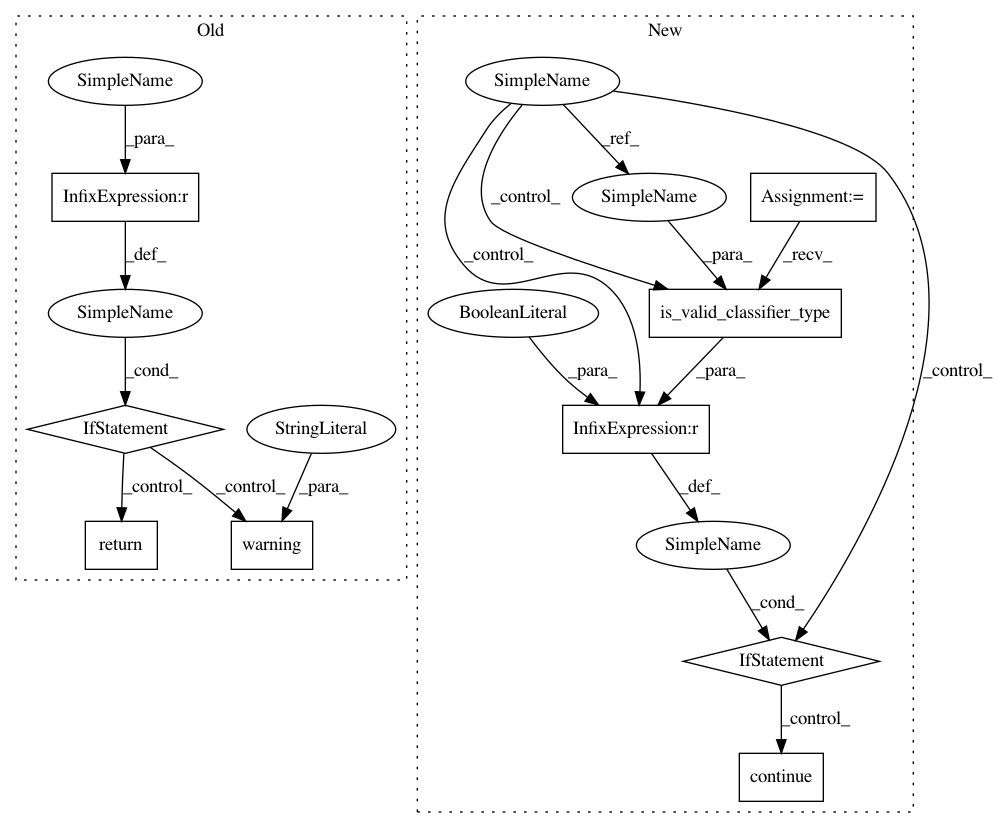 Old
New
SimpleName
SimpleName
_para_
_ref_
InfixExpression:r
_control_
SimpleName
Assignment:=
_def_
_control_
_para_
_recv_
SimpleName
BooleanLiteral
is_valid_classifier_type
_cond_
_para_
_para_
_control_
IfStatement
StringLiteral
InfixExpression:r
_control_
_control_
_para_
_def_
return
warning
SimpleName
_cond_
IfStatement
_control_
continue